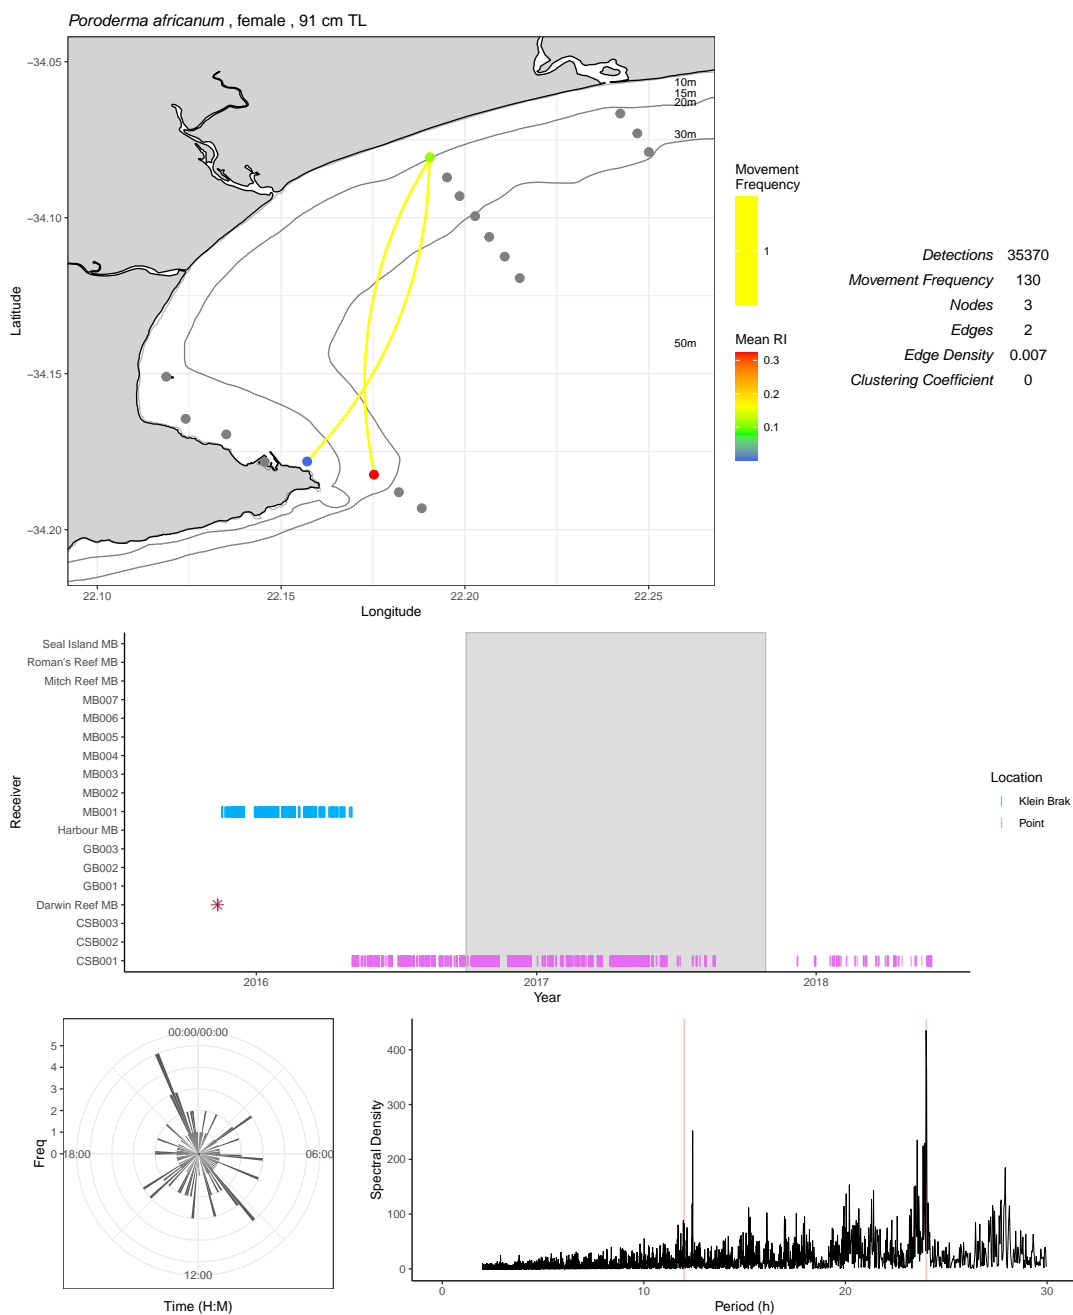 Poroderma africanum , female , 91 cm TL
−34.05
−34.10
−34.15
−34.20
Latitude
10m
15m
20m
30m
50m
22.10
22.15
22.20
22.25
Longitude
Movement
Frequency
1
Mean RI
0.3
0.2
0.1
Detections 35370
Movement Frequency 130
Nodes 3
Edges 2
Edge Density 0.007
Clustering Coefficient 0
Receiver
Seal Island MB
Roman's Reef MB
Mitch Reef MB
MB007
MB006
MB005
MB004
MB003
MB002
MB001
Harbour MB
GB003
GB002
GB001
Darwin Reef MB
CSB003
CSB002
CSB001
2016
2017
2018
Year
Location
Klein Brak
Point
00:00/00:00
06:00
12:00
18:00
5
4
3
2
1
0
Freq
Time (H:M)
Spectral Density
400
300
200
100
0
0
10
20
30
Period (h)